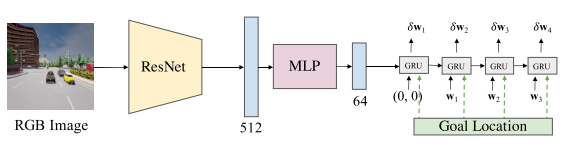 δw₁ δw₂ δw₃ δw₄
ResNet
MLP
GRU GRU GRU GRU
(0, 0) w₁ w₂ w₃
RGB Image
512
64
Goal Location